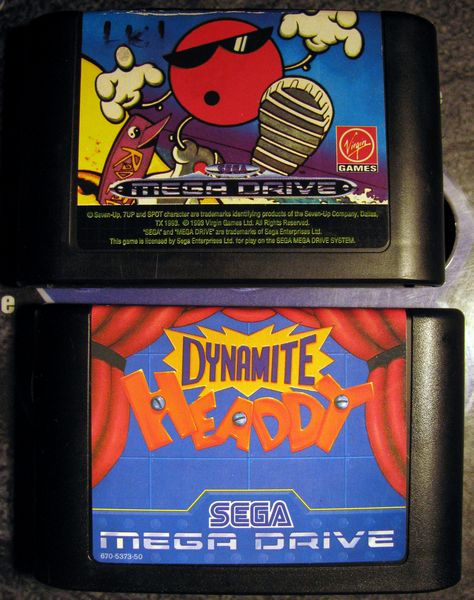 SEGA
MEGA DRIVE
Virgin
GAMES
© Seven-Up, 7UP and SPOT character are trademarks identifying products of the Seven-Up Company, Dallas,
TX 1993. © 1993 Virgin Games Ltd. All Rights Reserved.
"SEGA" and "MEGA DRIVE" are trademarks of Sega Enterprises Ltd.
This game is licensed by Sega Enterprises Ltd. for play on the SEGA MEGA DRIVE SYSTEM.
e
DYNAMITE
HEADDY
SEGA
MEGA DRIVE
670-5373-50